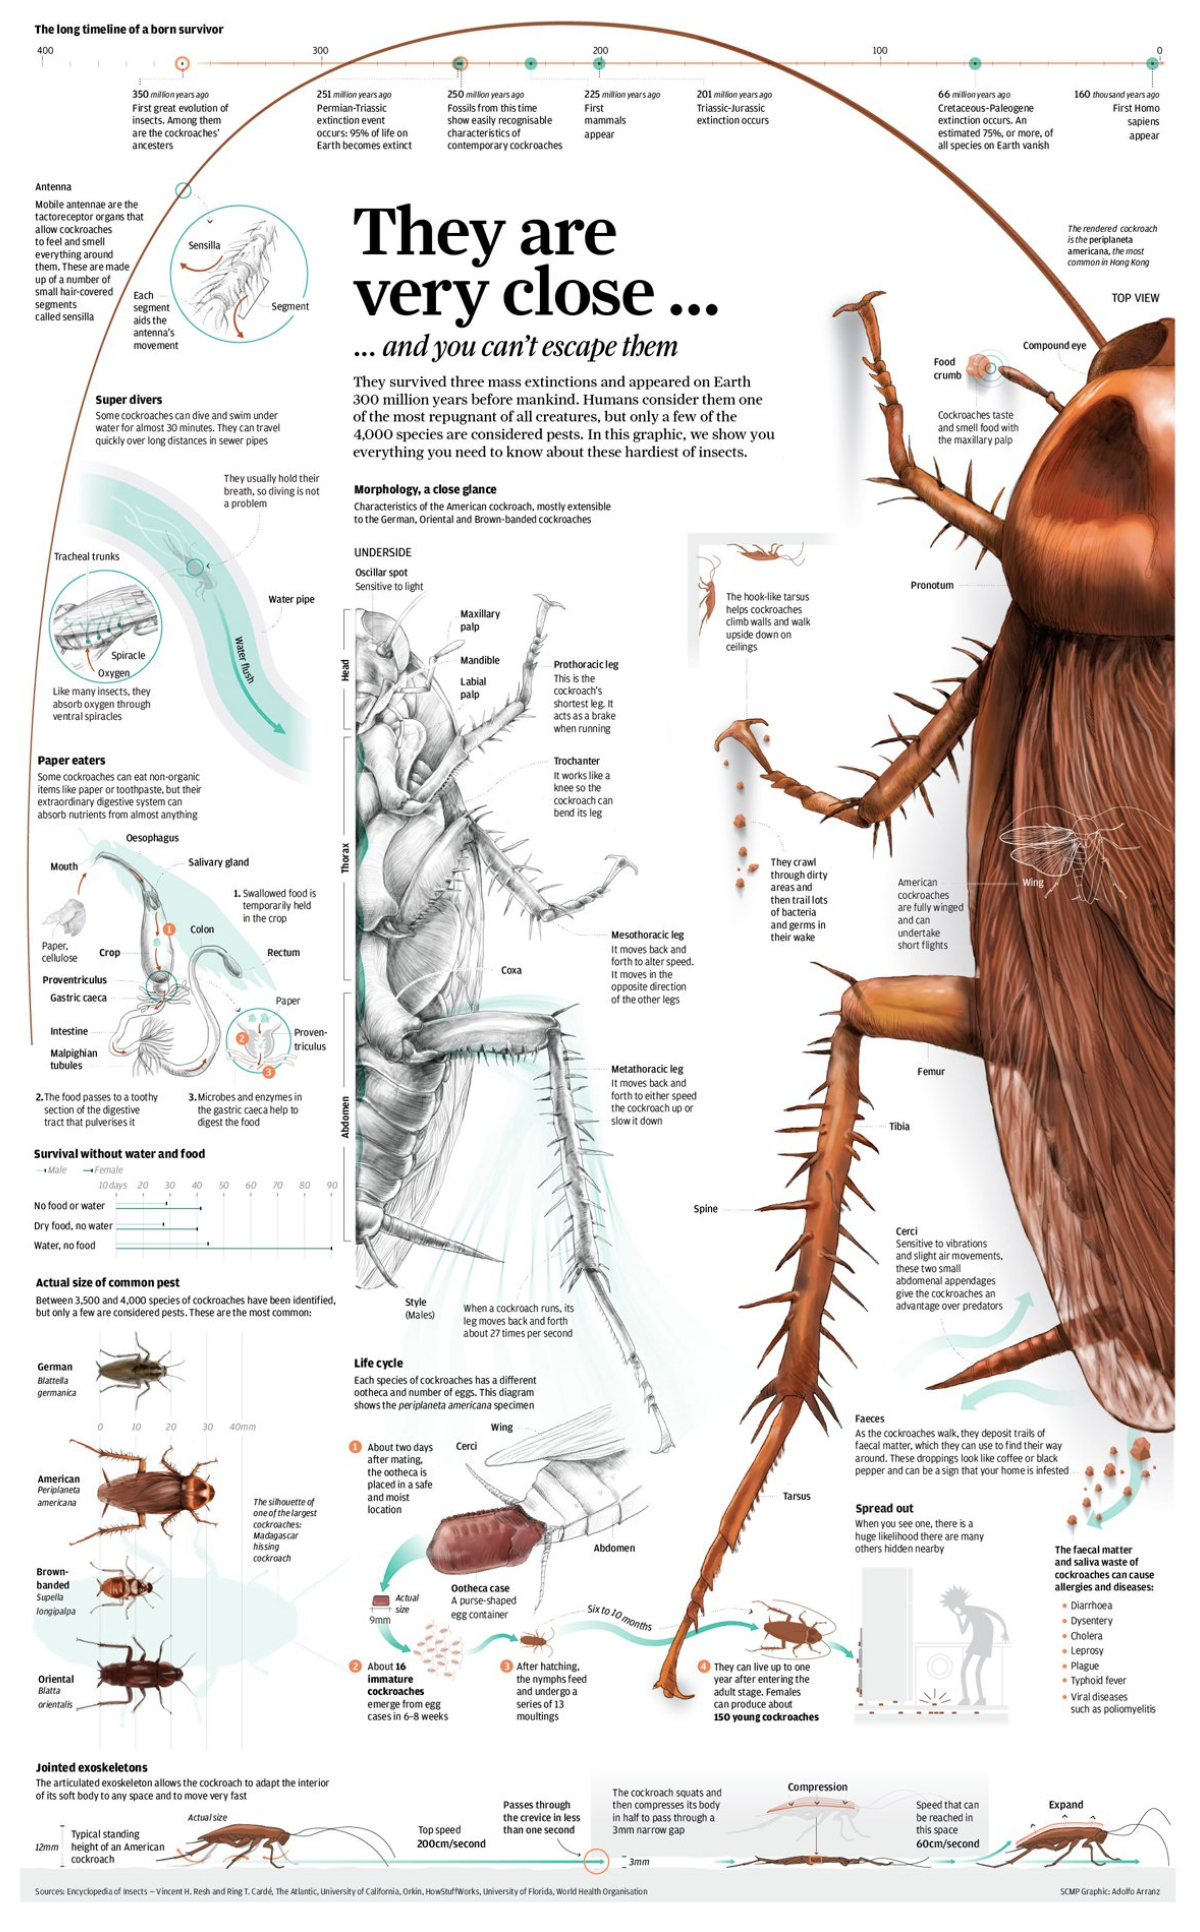 The long timeline of a born survivor
400
300
200
100
0
350 million years ago
First great evolution of
insects. Among them
are the cockroaches'
ancesters
251 million years ago
Permian-Triassic
extinction event
occurs: 95% of life on
Earth becomes extinct
250 million years ago
Fossils from this time
show easily recognisable
characteristics of
contemporary cockroaches
225 million years ago
First
mammals
appear
201 million years ago
Triassic-Jurassic
extinction occurs
66 million years ago
Cretaceous-Paleogene
extinction occurs. An
estimated 75%, or more, of
all species on Earth vanish
160 thousand years ago
First Homo
sapiens
appear
Antenna
Mobile antennae are the
tactoreceptor organs that
allow cockroaches
to feel and smell
everything around
them. These are made
up of a number of
small hair-covered
segments
called sensilla
Sensilla
Each
segment
aids the
antenna's
movement
Segment
They are
very close ...
... and you can't escape them
They survived three mass extinctions and appeared on Earth
300 million years before mankind. Humans consider them one
of the most repugnant of all creatures, but only a few of the
4,000 species are considered pests. In this graphic, we show you
everything you need to know about these hardiest of insects.
The rendered cockroach
is the periplaneta
americana, the most
common in Hong Kong
TOP VIEW
Compound eye
Food
crumb
Cockroaches taste
and smell food with
the maxillary palp
Super divers
Some cockroaches can dive and swim under
water for almost 30 minutes. They can travel
quickly over long distances in sewer pipes
They usually hold their
breath, so diving is not
a problem
Tracheal trunks
Water pipe
Water flush
Spiracle
Oxygen
Like many insects, they
absorb oxygen through
ventral spiracles
Morphology, a close glance
Characteristics of the American cockroach, mostly extensible
to the German, Oriental and Brown-banded cockroaches
UNDERSIDE
Oscillar spot
Sensitive to light
Maxillary
palp
Mandible
Labial
palp
Head
Thorax
Abdomen
Prothoracic leg
This is the
cockroach's
shortest leg. It
acts as a brake
when running
Trochanter
It works like a
knee so the
cockroach can
bend its leg
Coxa
Mesothoracic leg
It moves back and
forth to alter speed.
It moves in the
opposite direction
of the other legs
Metathoracic leg
It moves back and
forth to either speed
the cockroach up or
slow it down
Style
(Males)
When a cockroach runs, its
leg moves back and forth
about 27 times per second
The hook-like tarsus
helps cockroaches
climb walls and walk
upside down on
ceilings
Pronotum
They crawl
through dirty
areas and
then trail lots
of bacteria
and germs in
their wake
American
cockroaches
are fully winged
and can
undertake
short flights
Wing
Femur
Tibia
Spine
Cerci
Sensitive to vibrations
and slight air movements,
these two small
abdomenal appendages
give the cockroaches an
advantage over predators
Tarsus
Paper eaters
Some cockroaches can eat non-organic
items like paper or toothpaste, but their
extraordinary digestive system can
absorb nutrients from almost anything
Oesophagus
Mouth
Salivary gland
1. Swallowed food is
temporarily held
in the crop
1
Colon
Paper,
cellulose
Crop
Rectum
Proventriculus
Gastric caeca
Paper
Intestine
2
Proven-
triculus
Malpighian
tubules
3
2. The food passes to a toothy
section of the digestive
tract that pulverises it
3. Microbes and enzymes in
the gastric caeca help to
digest the food
Survival without water and food
Male
Female
10 days 20 30 40 50 60 70 80 90
No food or water
Dry food, no water
Water, no food
Actual size of common pest
Between 3,500 and 4,000 species of cockroaches have been identified,
but only a few are considered pests. These are the most common:
German
Blattella
germanica
0 10 20 30 40mm
American
Periplaneta
americana
The silhouette of
one of the largest
cockroaches:
Madagascar
hissing
cockroach
Brown-
banded
Supella
longipalpa
Oriental
Blatta
orientalis
Life cycle
Each species of cockroaches has a different
ootheca and number of eggs. This diagram
shows the periplaneta americana specimen
1 About two days
after mating,
the ootheca is
placed in a safe
and moist
location
Wing
Cerci
Abdomen
Ootheca case
A purse-shaped
egg container
Actual
size
9mm
Six to 10 months
2 About 16
immature
cockroaches
emerge from egg
cases in 6-8 weeks
3 After hatching,
the nymphs feed
and undergo a
series of 13
moultings
4 They can live up to one
year after entering the
adult stage. Females
can produce about
150 young cockroaches
Faeces
As the cockroaches walk, they deposit trails of
faecal matter, which they can use to find their way
around. These droppings look like coffee or black
pepper and can be a sign that your home is infested
Spread out
When you see one, there is a
huge likelihood there are many
others hidden nearby
The faecal matter
and saliva waste of
cockroaches can cause
allergies and diseases:
Diarrhoea
Dysentery
Cholera
Leprosy
Plague
Typhoid fever
Viral diseases
such as poliomyelitis
Jointed exoskeletons
The articulated exoskeleton allows the cockroach to adapt the interior
of its soft body to any space and to move very fast
Actual size
12mm
Typical standing
height of an American
cockroach
Top speed
200cm/second
Passes through
the crevice in less
than one second
3mm
The cockroach squats and
then compresses its body
in half to pass through a
3mm narrow gap
Compression
Speed that can
be reached in
this space
60cm/second
Expand
Sources: Encyclopedia of Insects – Vincent H. Resh and Ring T. Cardé, The Atlantic, University of California, Orkin, HowStuffWorks, University of Florida, World Health Organisation
SCMP Graphic: Adolfo Arranz